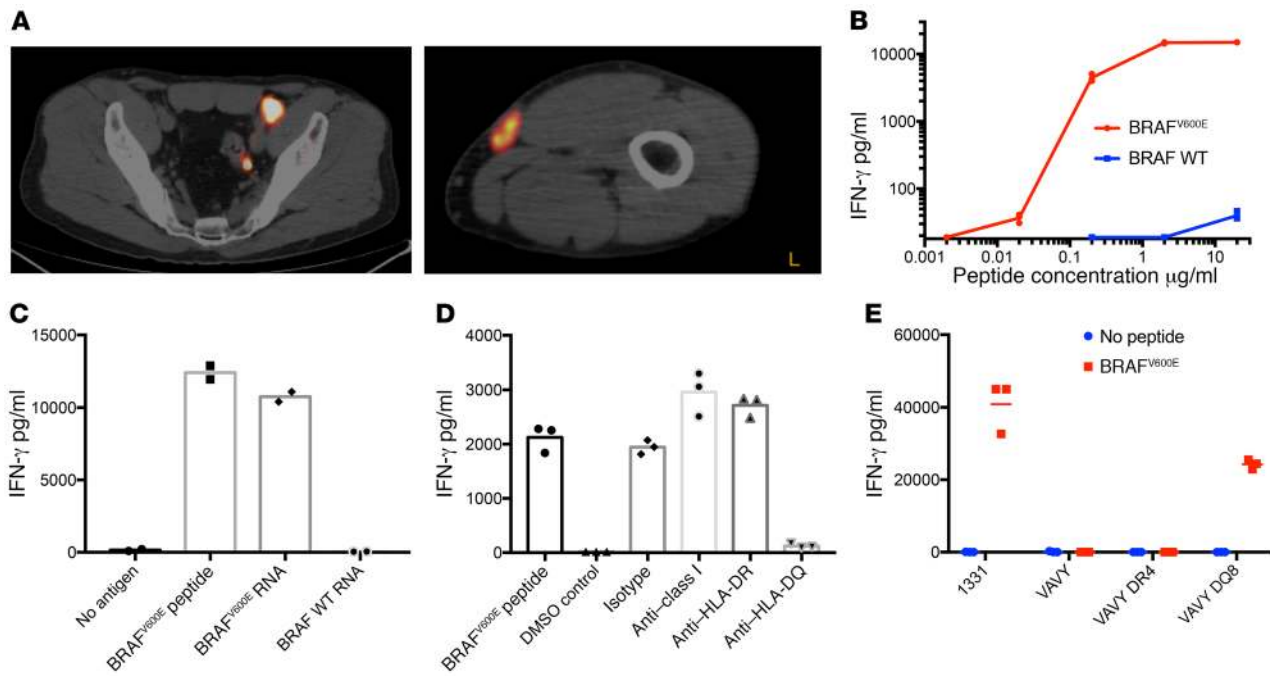 A
L
B
IFN-γ pg/ml
10000
1000
100
BRAFV600E
BRAF WT
0.001 0.01 0.1 1 10
Peptide concentration μg/ml
C
IFN-γ pg/ml
15000
10000
5000
0
No antigen
BRAFV600E peptide
BRAFV600E RNA
BRAF WT RNA
D
IFN-γ pg/ml
4000
3000
2000
1000
0
BRAFV600E peptide
DMSO control
Isotype
Anti–class I
Anti–HLA-DR
Anti–HLA-DQ
E
IFN-γ pg/ml
60000
40000
20000
0
No peptide
BRAFV600E
1331
VAVY
VAVY DR4
VAVY DQ8